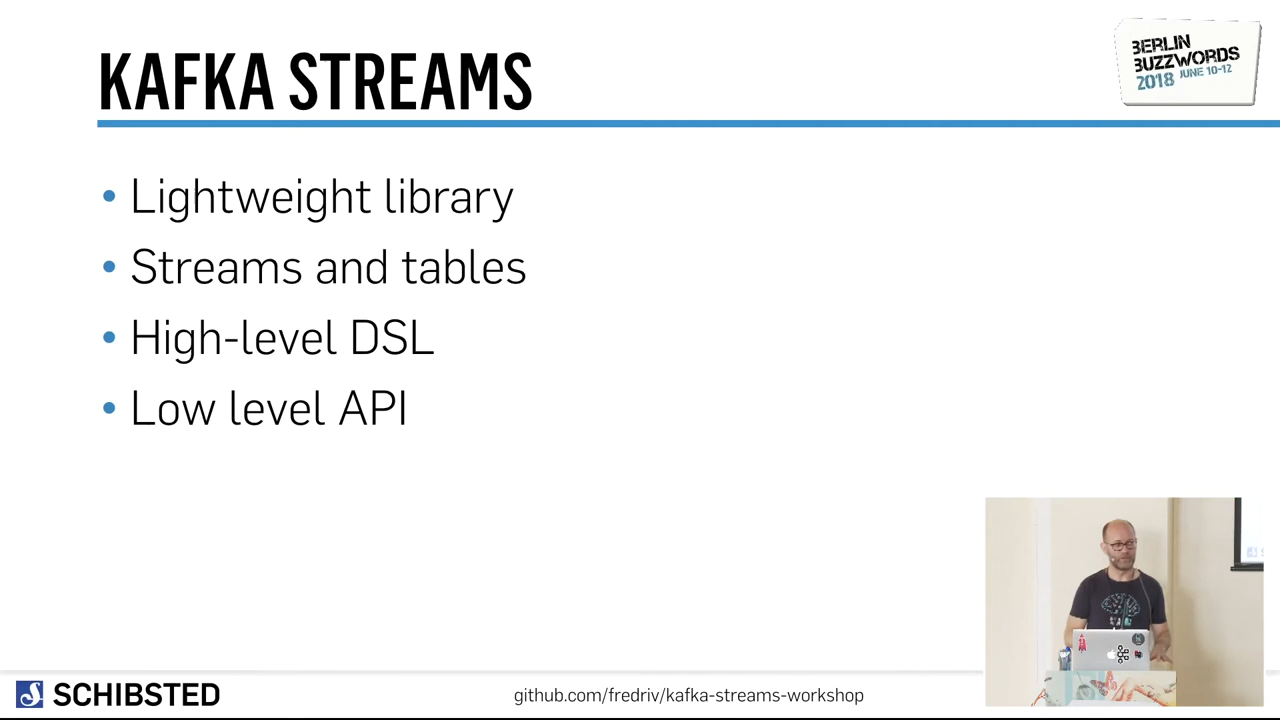 KAFKA STREAMS
BERLIN
BUZZWORDS
2018 JUNE 10-12
• Lightweight library
• Streams and tables
• High-level DSL
• Low level API
SCHIBSTED
github.com/fredriv/kafka-streams-workshop